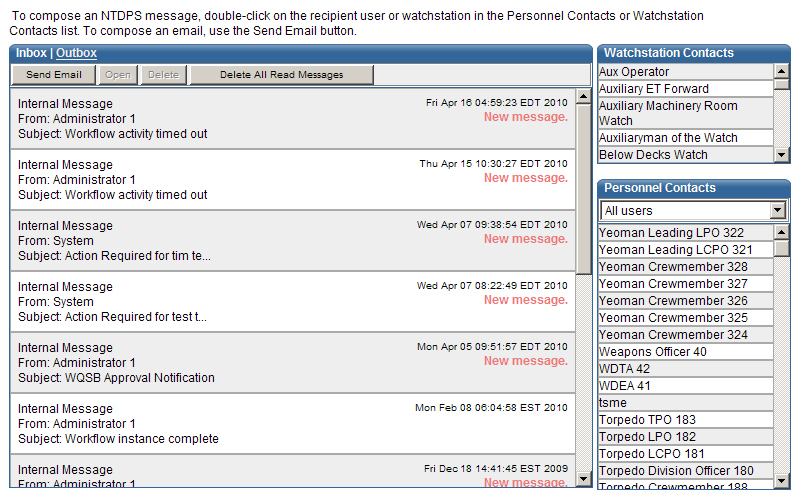 To compose an NTDPS message, double-click on the recipient user or watchstation in the Personnel Contacts or Watchstation
Contacts list. To compose an email, use the Send Email button.
Inbox | Outbox
Send Email Open Delete Delete All Read Messages
Internal Message Fri Apr 16 04:59:23 EDT 2010
From: Administrator 1 New message.
Subject: Workflow activity timed out
Internal Message Thu Apr 15 10:30:27 EDT 2010
From: Administrator 1 New message.
Subject: Workflow activity timed out
Internal Message Wed Apr 07 09:38:54 EDT 2010
From: System New message.
Subject: Action Required for tim te...
Internal Message Wed Apr 07 08:22:49 EDT 2010
From: System New message.
Subject: Action Required for test t...
Internal Message Mon Apr 05 09:51:57 EDT 2010
From: Administrator 1 New message.
Subject: WQSB Approval Notification
Internal Message Mon Feb 08 06:04:58 EST 2010
From: Administrator 1
Subject: Workflow instance complete
Internal Message Fri Dec 18 14:41:45 EST 2009
From: Administrator 1 New message.
Watchstation Contacts
Aux Operator
Auxiliary ET Forward
Auxiliary Machinery Room
Watch
Auxiliaryman of the Watch
Below Decks Watch
Personnel Contacts
All users
Yeoman Leading LPO 322
Yeoman Leading LCPO 321
Yeoman Crewmember 328
Yeoman Crewmember 327
Yeoman Crewmember 326
Yeoman Crewmember 325
Yeoman Crewmember 324
Weapons Officer 40
WDTA 42
WDEA 41
tsme
Torpedo TPO 183
Torpedo LPO 182
Torpedo LCPO 181
Torpedo Division Officer 180
Torpedo Crewmember 188